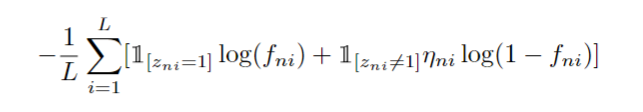 $$-\frac{1}{L} \sum_{i=1}^{L} [\mathbb{1}_{[z_{ni}=1]} \log(f_{ni}) + \mathbb{1}_{[z_{ni} \neq 1]} \eta_{ni} \log(1 - f_{ni})]$$